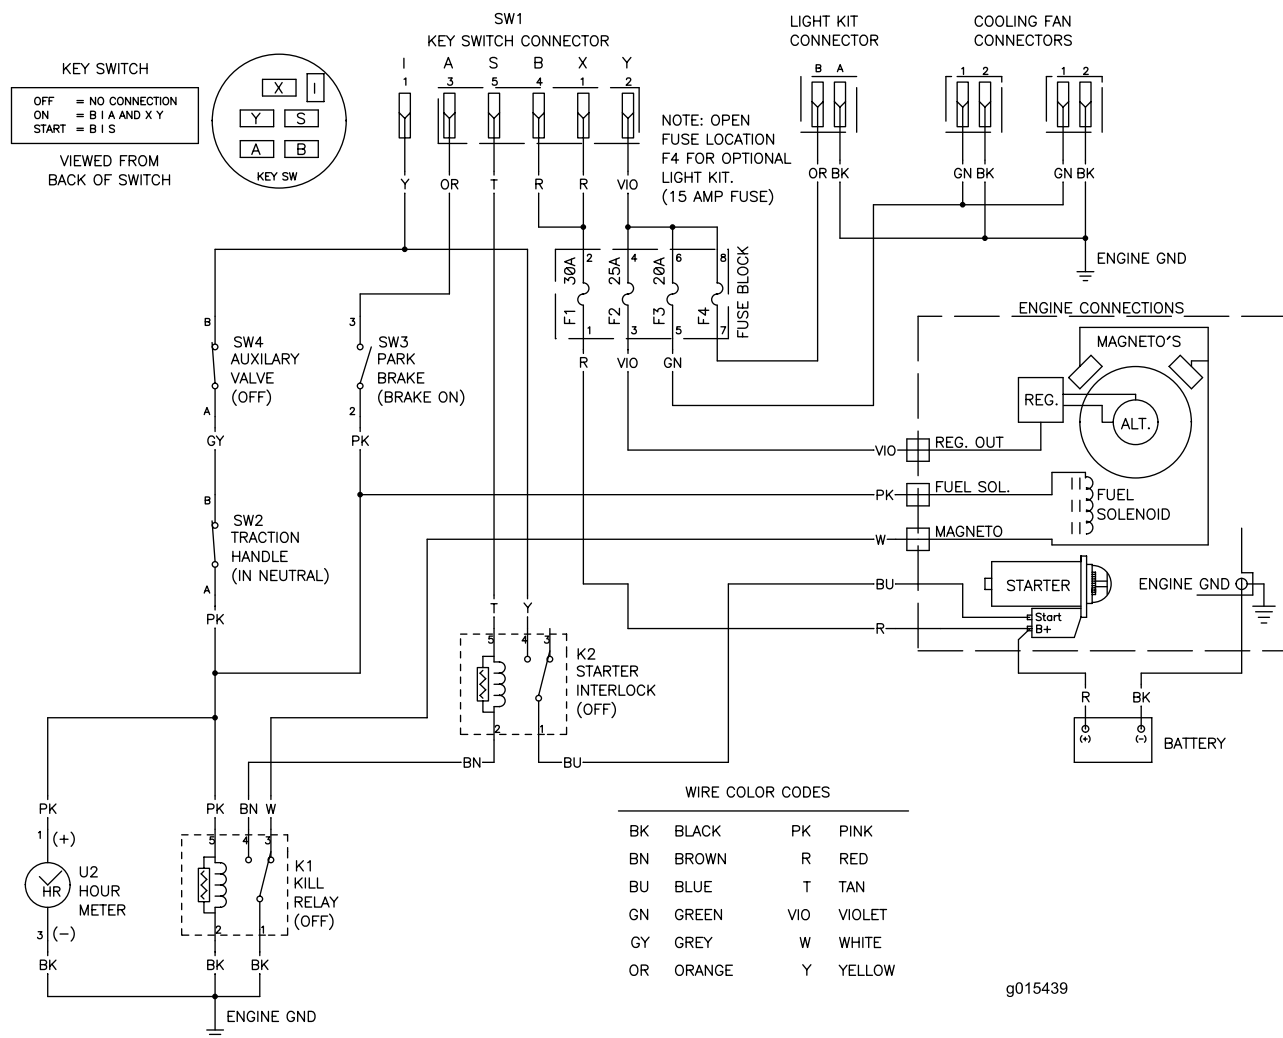 SW1
KEY SWITCH CONNECTOR
I A S B X Y
1 3 5 4 1 2
Y OR T R R VIO
LIGHT KIT
CONNECTOR
B A
OR BK
COOLING FAN
CONNECTORS
1 2 1 2
GN BK GN BK
ENGINE GND
KEY SWITCH
OFF = NO CONNECTION
ON = B I A AND X Y
START = B I S
VIEWED FROM
BACK OF SWITCH
X I
Y S
A B
KEY SW
NOTE: OPEN
FUSE LOCATION
F4 FOR OPTIONAL
LIGHT KIT.
(15 AMP FUSE)
2 4 6 8
30A 25A 20A
F1 F2 F3 F4
1 3 5 7
FUSE BLOCK
R VIO GN
B
SW4
AUXILARY
VALVE
(OFF)
A
GY
3
SW3
PARK
BRAKE
(BRAKE ON)
2
PK
B
SW2
TRACTION
HANDLE
(IN NEUTRAL)
A
PK
ENGINE CONNECTIONS
MAGNETO'S
REG.
ALT.
VIO REG. OUT
PK FUEL SOL.
FUEL
SOLENOID
W MAGNETO
BU
STARTER
Start
B+
R
ENGINE GND
R BK
(+) (-)
BATTERY
T Y
5 4 3
K2
STARTER
INTERLOCK
(OFF)
2 1
BN BU
PK PK BN W
1 (+)
U2
HOUR
METER
HR
3 (-)
BK
5 4 3
K1
KILL
RELAY
(OFF)
2 1
BK BK
ENGINE GND
WIRE COLOR CODES
BK BLACK PK PINK
BN BROWN R RED
BU BLUE T TAN
GN GREEN VIO VIOLET
GY GREY W WHITE
OR ORANGE Y YELLOW
g015439